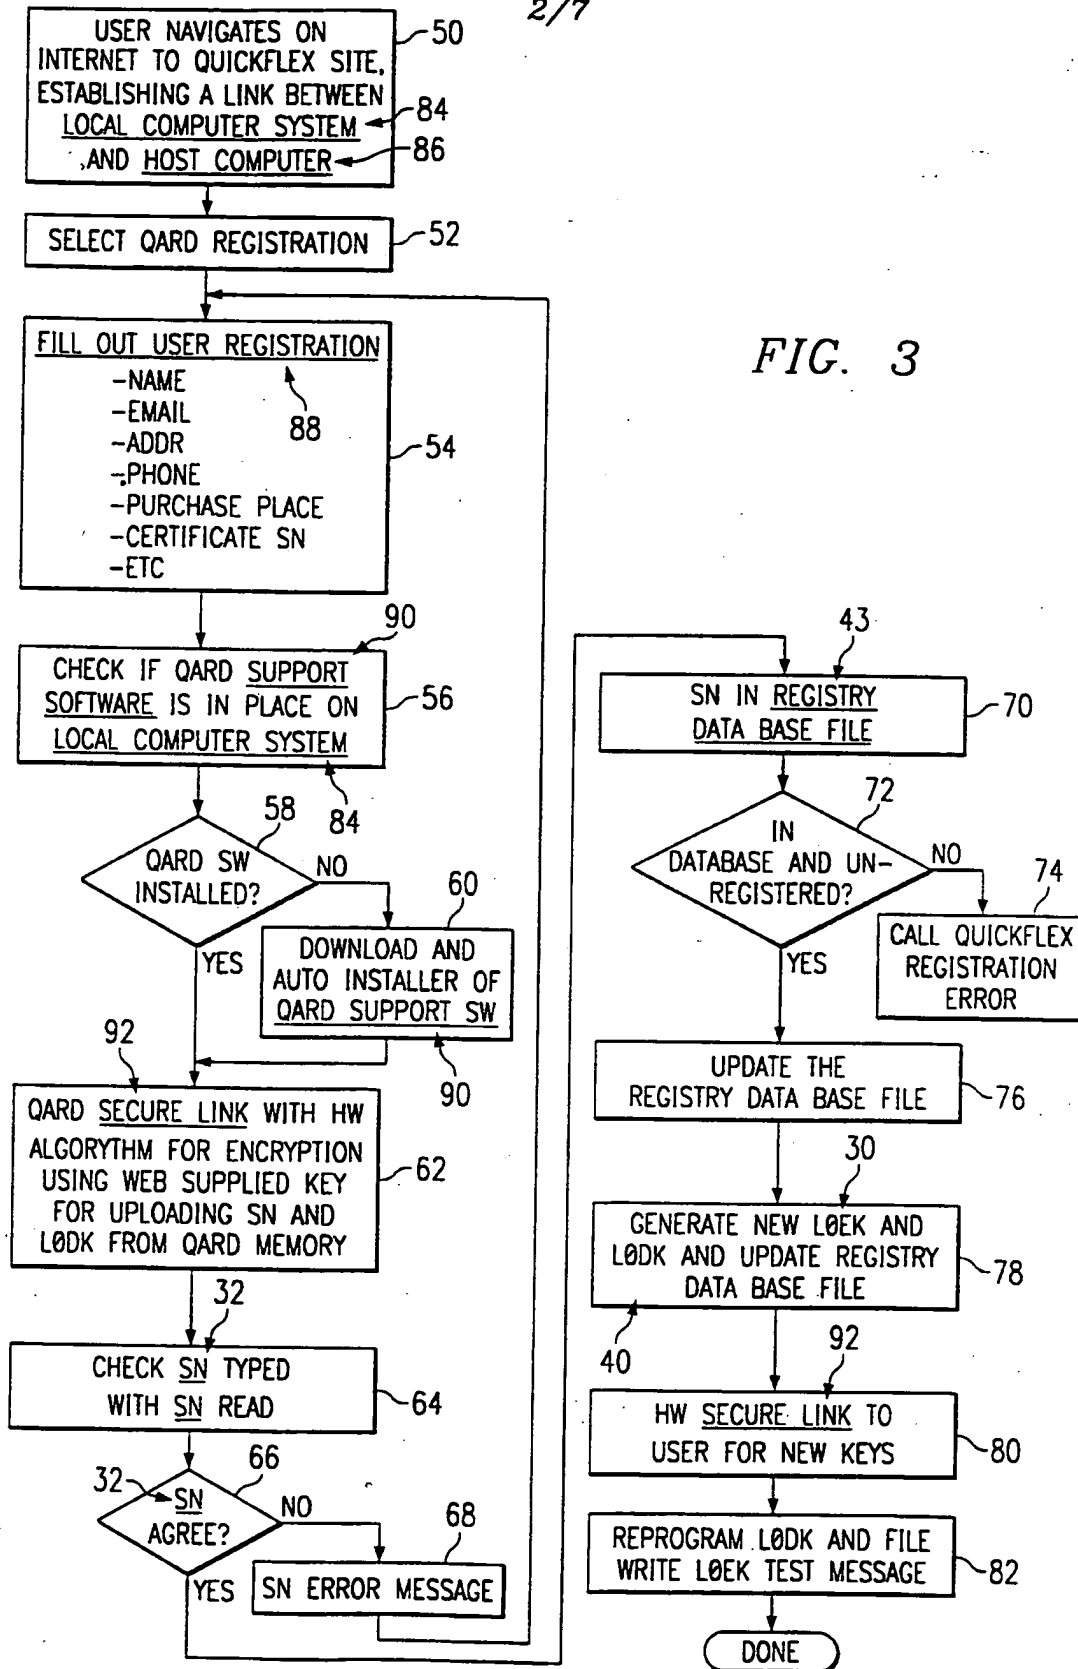 2/7
USER NAVIGATES ON
INTERNET TO QUICKFLEX SITE,
ESTABLISHING A LINK BETWEEN
LOCAL COMPUTER SYSTEM
AND HOST COMPUTER
50
84
86
SELECT QARD REGISTRATION
52
FILL OUT USER REGISTRATION
-NAME
-EMAIL
-ADDR
-PHONE
-PURCHASE PLACE
-CERTIFICATE SN
-ETC
88
54
FIG. 3
90
CHECK IF QARD SUPPORT
SOFTWARE IS IN PLACE ON
LOCAL COMPUTER SYSTEM
56
84
58
QARD SW
INSTALLED?
NO
YES
60
DOWNLOAD AND
AUTO INSTALLER OF
QARD SUPPORT SW
90
92
QARD SECURE LINK WITH HW
ALGORYTHM FOR ENCRYPTION
USING WEB SUPPLIED KEY
FOR UPLOADING SN AND
L0DK FROM QARD MEMORY
62
32
CHECK SN TYPED
WITH SN READ
64
66
32
SN
AGREE?
NO
YES
68
SN ERROR MESSAGE
43
SN IN REGISTRY
DATA BASE FILE
70
72
IN
DATABASE AND UN-
REGISTERED?
NO
YES
74
CALL QUICKFLEX
REGISTRATION
ERROR
UPDATE THE
REGISTRY DATA BASE FILE
76
30
GENERATE NEW L0EK AND
L0DK AND UPDATE REGISTRY
DATA BASE FILE
78
40
92
HW SECURE LINK TO
USER FOR NEW KEYS
80
REPROGRAM L0DK AND FILE
WRITE L0EK TEST MESSAGE
82
DONE